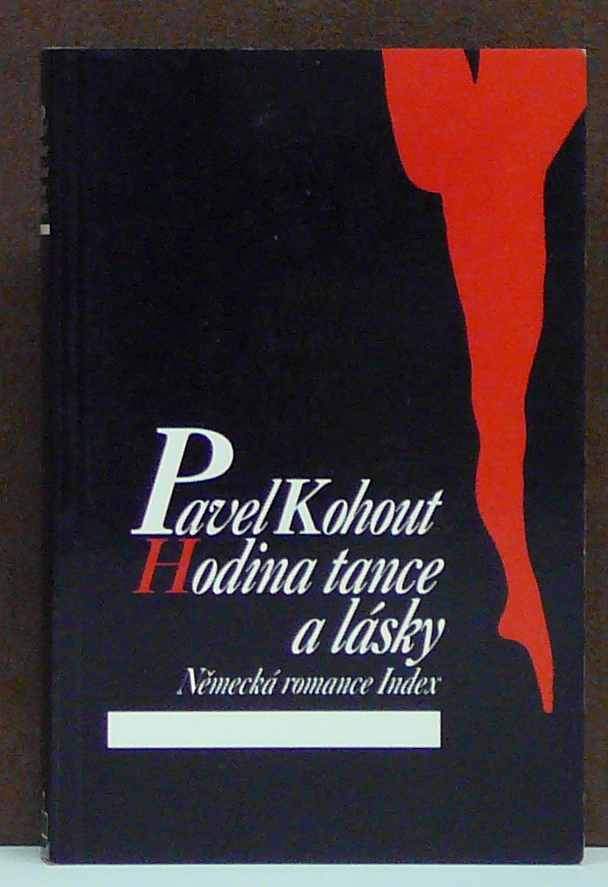 Pavel Kohout
Hodina tance
a lásky
Německá romance Index